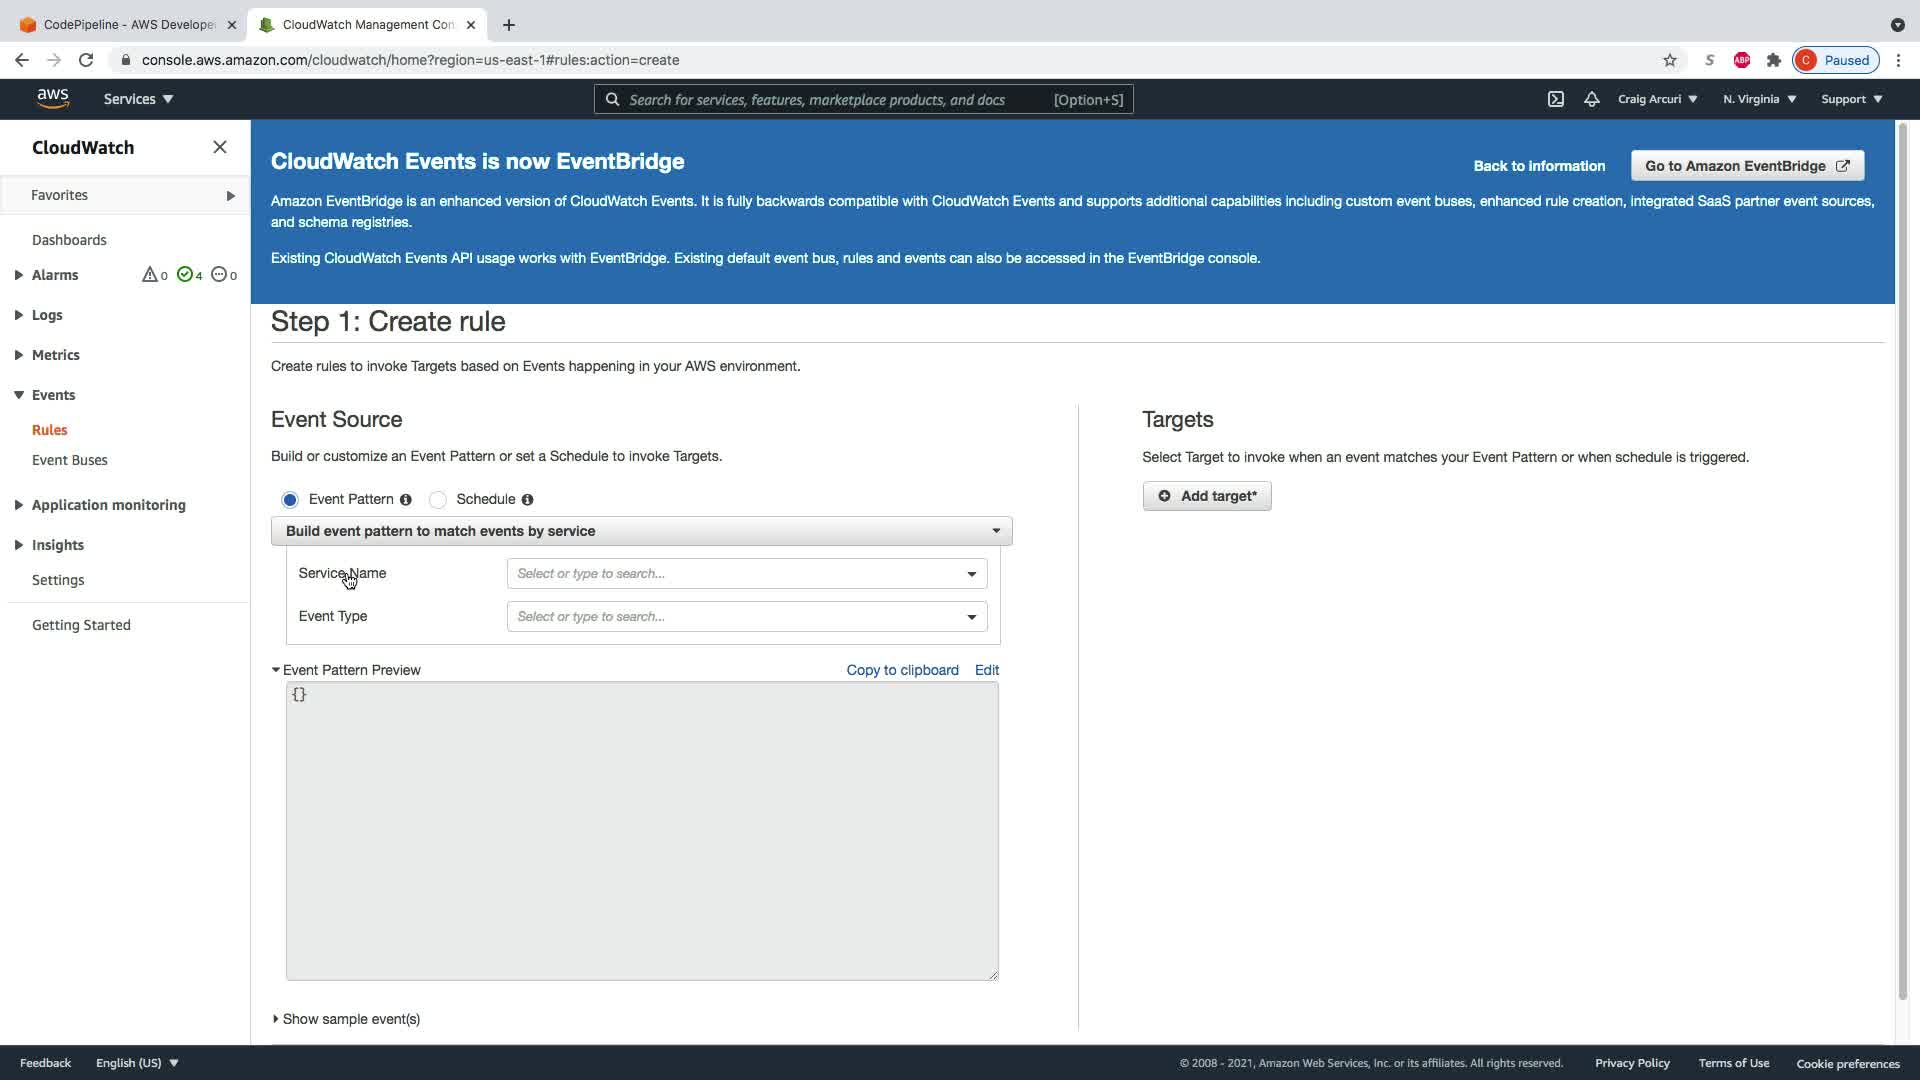 CodePipeline - AWS Develope
CloudWatch Management Con
console.aws.amazon.com/cloudwatch/home?region=us-east-1#rules:action=create
S
ABP
C
Paused
aws
Services
Search for services, features, marketplace products, and docs
[Option+S]
Craig Arcuri
N. Virginia
Support
CloudWatch
Favorites
Dashboards
Alarms
0
4
0
Logs
Metrics
Events
Rules
Event Buses
Application monitoring
Insights
Settings
Getting Started
CloudWatch Events is now EventBridge
Back to information
Go to Amazon EventBridge
Amazon EventBridge is an enhanced version of CloudWatch Events. It is fully backwards compatible with CloudWatch Events and supports additional capabilities including custom event buses, enhanced rule creation, integrated SaaS partner event sources,
and schema registries.
Existing CloudWatch Events API usage works with EventBridge. Existing default event bus, rules and events can also be accessed in the EventBridge console.
Step 1: Create rule
Create rules to invoke Targets based on Events happening in your AWS environment.
Event Source
Build or customize an Event Pattern or set a Schedule to invoke Targets.
Event Pattern
Schedule
Build event pattern to match events by service
Service Name
Select or type to search...
Event Type
Select or type to search...
Event Pattern Preview
Copy to clipboard
Edit
{}
Show sample event(s)
Targets
Select Target to invoke when an event matches your Event Pattern or when schedule is triggered.
Add target*
Feedback
English (US)
© 2008 - 2021, Amazon Web Services, Inc. or its affiliates. All rights reserved.
Privacy Policy
Terms of Use
Cookie preferences